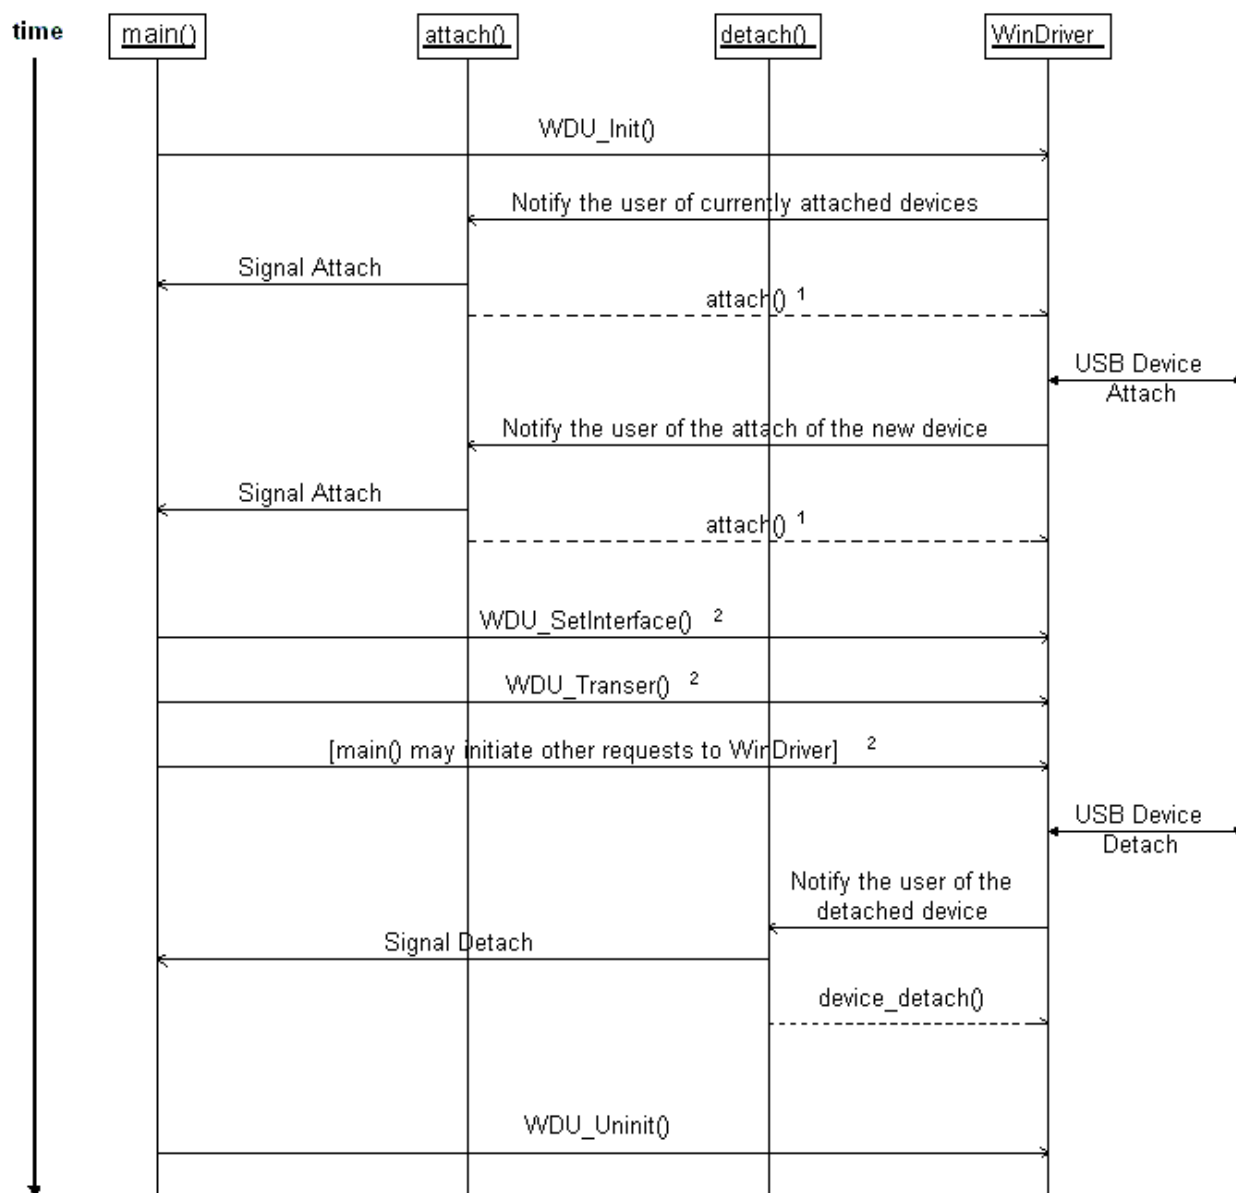 time
main()
attach()
detach()
WinDriver
WDU_Init()
Notify the user of currently attached devices
Signal Attach
attach() 1
USB Device
Attach
Notify the user of the attach of the new device
Signal Attach
attach() 1
WDU_SetInterface() 2
WDU_Transer() 2
[main() may initiate other requests to WinDriver] 2
USB Device
Detach
Notify the user of the
detached device
Signal Detach
device_detach()
WDU_Uninit()